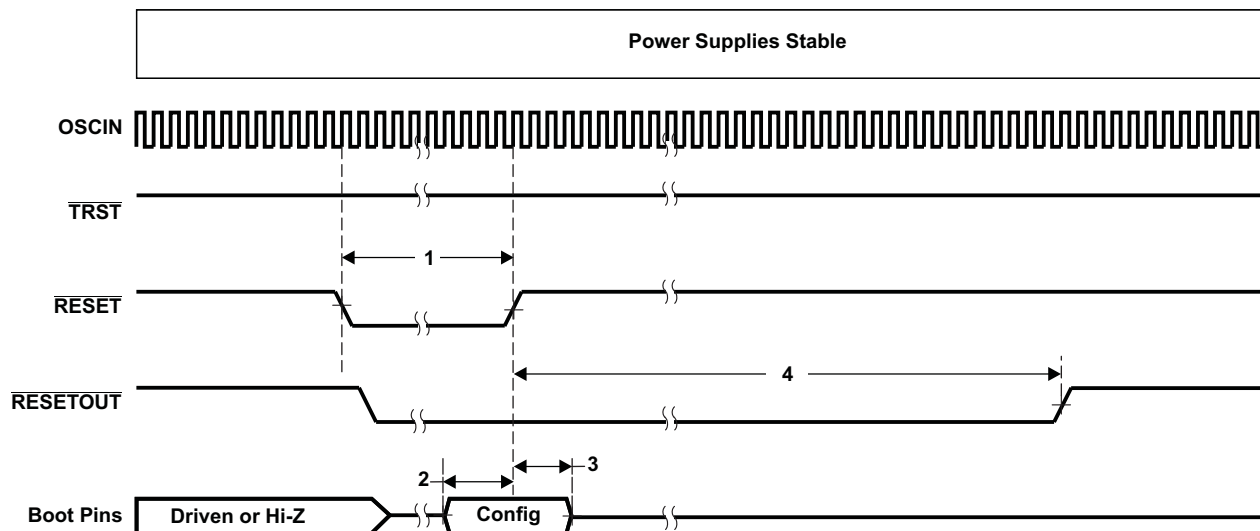 Power Supplies Stable
OSCIN
TRST
1
RESET
4
RESETOUT
2
3
Boot Pins
Driven or Hi-Z
Config